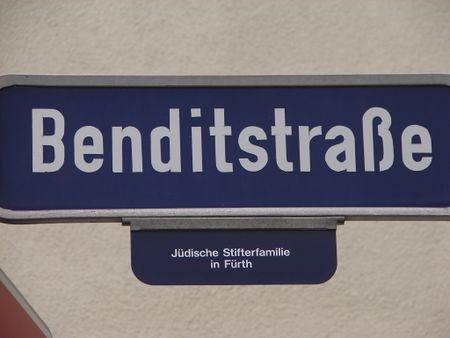 Benditstraße
Jüdische Stifterfamilie
in Fürth